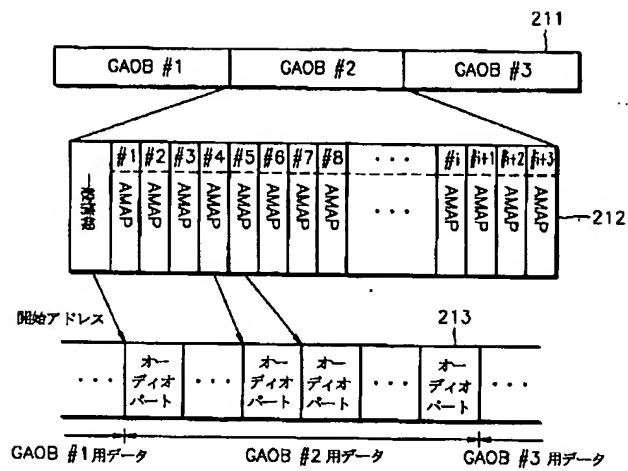 211
GAOB #1 GAOB #2 GAOB #3
#1 #2 #3 #4 #5 #6 #7 #8 ... #i #i+1 #i+2 #i+3
一般情報 AMAP AMAP AMAP AMAP AMAP AMAP AMAP AMAP ... AMAP AMAP AMAP AMAP
212
開始アドレス
213
... オーディオパート ... オーディオパート オーディオパート ... オーディオパート ...
GAOB #1用データ GAOB #2 用データ GAOB #3 用データ